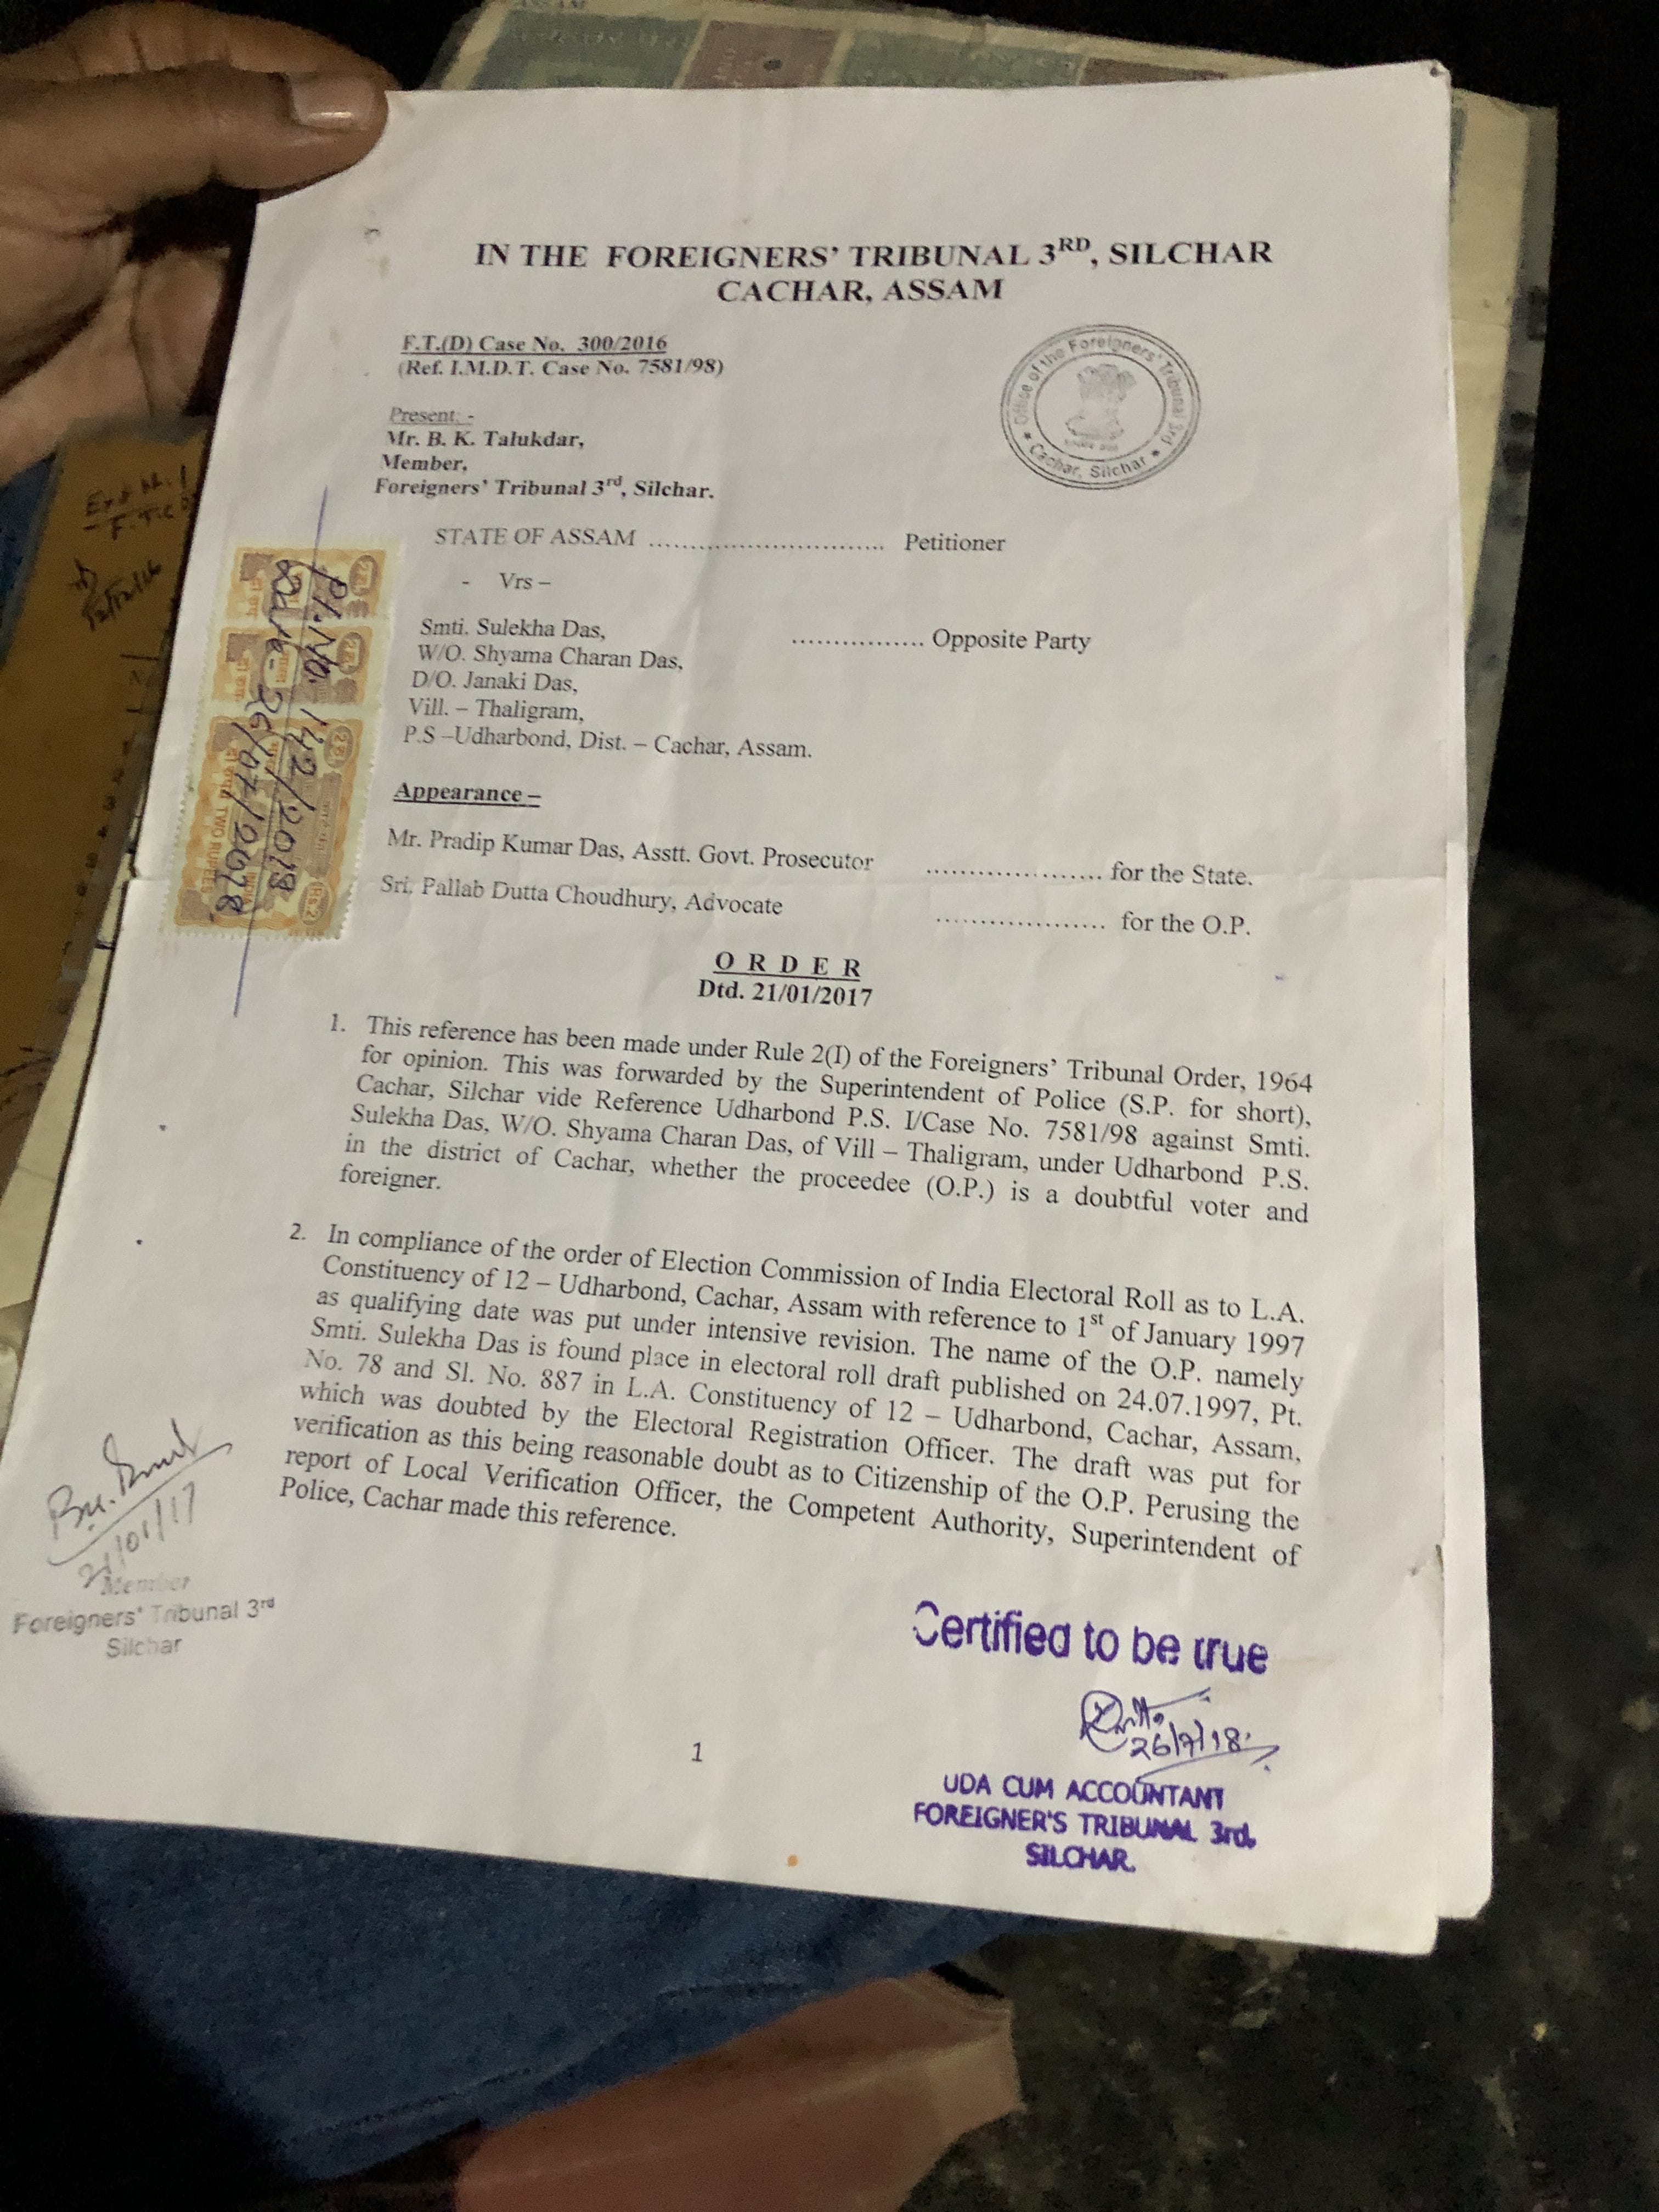 IN THE FOREIGNERS' TRIBUNAL 3RD, SILCHAR
CACHAR, ASSAM
F.T.(D) Case No. 300/2016
(Ref. I.M.D.T. Case No. 7581/98)
Office of the Foreigners' Tribunal 3rd
Cachar, Silchar
Present: -
Mr. B. K. Talukdar,
Member,
Foreigners' Tribunal 3rd, Silchar.
STATE OF ASSAM ................................ Petitioner
- Vrs –
Smti. Sulekha Das, ................ Opposite Party
W/O. Shyama Charan Das,
D/O. Janaki Das,
Vill. – Thaligram,
P.S –Udharbond, Dist. – Cachar, Assam.
Appearance –
Mr. Pradip Kumar Das, Asstt. Govt. Prosecutor ........................ for the State.
Sri. Pallab Dutta Choudhury, Advocate ....................... for the O.P.
O R D E R
Dtd. 21/01/2017
1. This reference has been made under Rule 2(I) of the Foreigners' Tribunal Order, 1964
for opinion. This was forwarded by the Superintendent of Police (S.P. for short),
Cachar, Silchar vide Reference Udharbond P.S. I/Case No. 7581/98 against Smti.
Sulekha Das, W/O. Shyama Charan Das, of Vill – Thaligram, under Udharbond P.S.
in the district of Cachar, whether the proceedee (O.P.) is a doubtful voter and
foreigner.
2. In compliance of the order of Election Commission of India Electoral Roll as to L.A.
Constituency of 12 – Udharbond, Cachar, Assam with reference to 1st of January 1997
as qualifying date was put under intensive revision. The name of the O.P. namely
Smti. Sulekha Das is found place in electoral roll draft published on 24.07.1997, Pt.
No. 78 and Sl. No. 887 in L.A. Constituency of 12 – Udharbond, Cachar, Assam,
which was doubted by the Electoral Registration Officer. The draft was put for
verification as this being reasonable doubt as to Citizenship of the O.P. Perusing the
report of Local Verification Officer, the Competent Authority, Superintendent of
Police, Cachar made this reference.
21/01/17
Member
Foreigners' Tribunal 3rd
Silchar
Certified to be true
26/7/18
UDA CUM ACCOUNTANT
FOREIGNER'S TRIBUNAL 3rd.
SILCHAR.
1
No. 142/2018
Date- 26/07/2018
TWO RUPEES